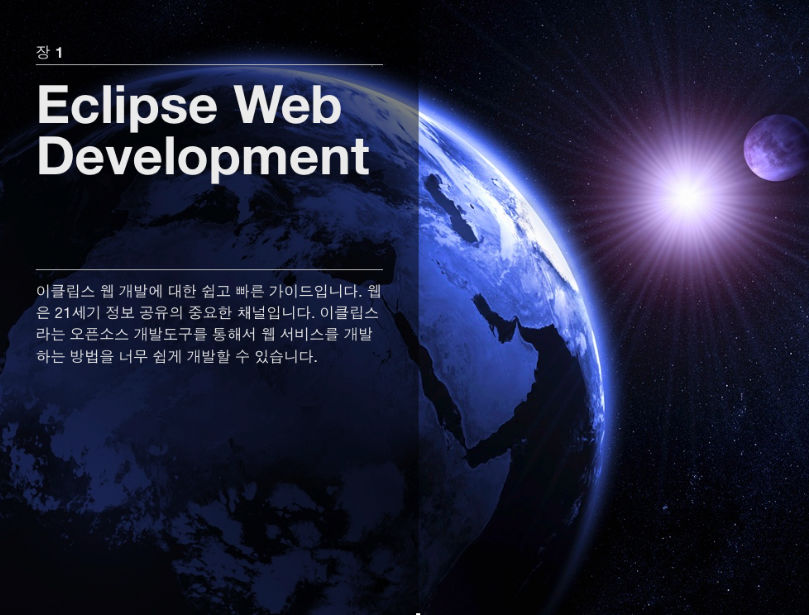 장 1
Eclipse Web
Development
이클립스 웹 개발에 대한 쉽고 빠른 가이드입니다. 웹
은 21세기 정보 공유의 중요한 채널입니다. 이클립스
라는 오픈소스 개발도구를 통해서 웹 서비스를 개발
하는 방법을 너무 쉽게 개발할 수 있습니다.